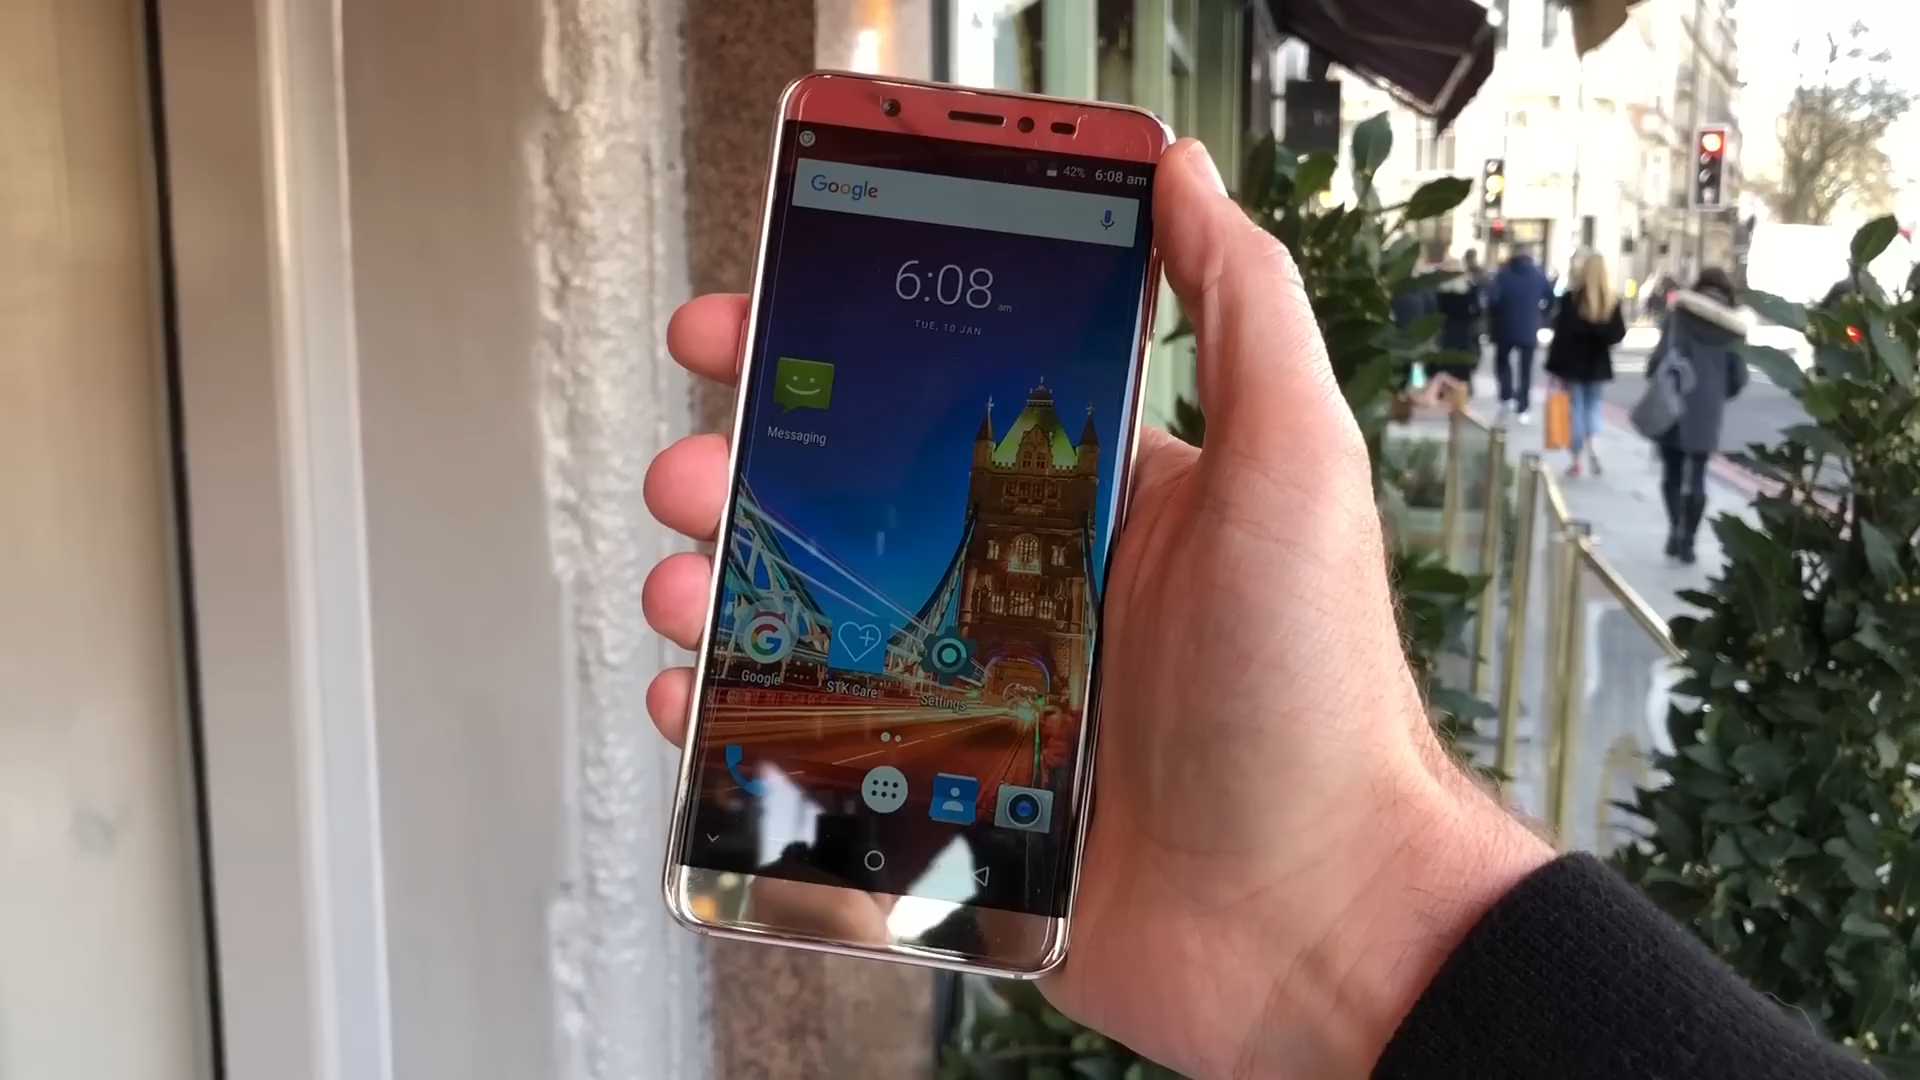 42% 6:08 am
Google
6:08 am
TUE, 10 JAN
Messaging
Google
STK Care
Settings